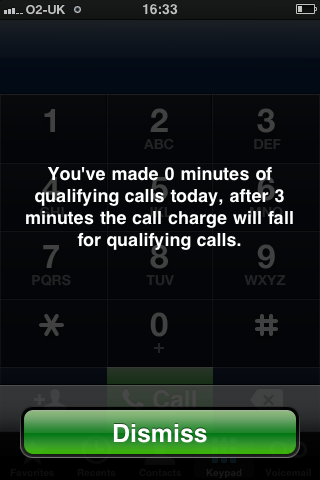 O2-UK 16:33
1 2 3
ABC DEF
You've made 0 minutes of
qualifying calls today, after 3
minutes the call charge will fall
for qualifying calls.
7 8 9
PQRS TUV WXYZ
* 0 #
+
+ Call
Dismiss
Favorites Recents Contacts Keypad Voicemail